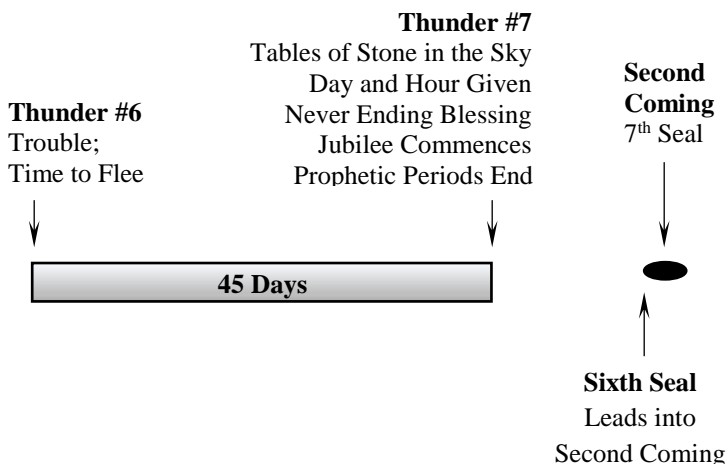 Thunder #7
Tables of Stone in the Sky
Day and Hour Given
Never Ending Blessing
Jubilee Commences
Prophetic Periods End
Thunder #6
Trouble;
Time to Flee
Second
Coming
7th Seal
45 Days
Sixth Seal
Leads into
Second Coming